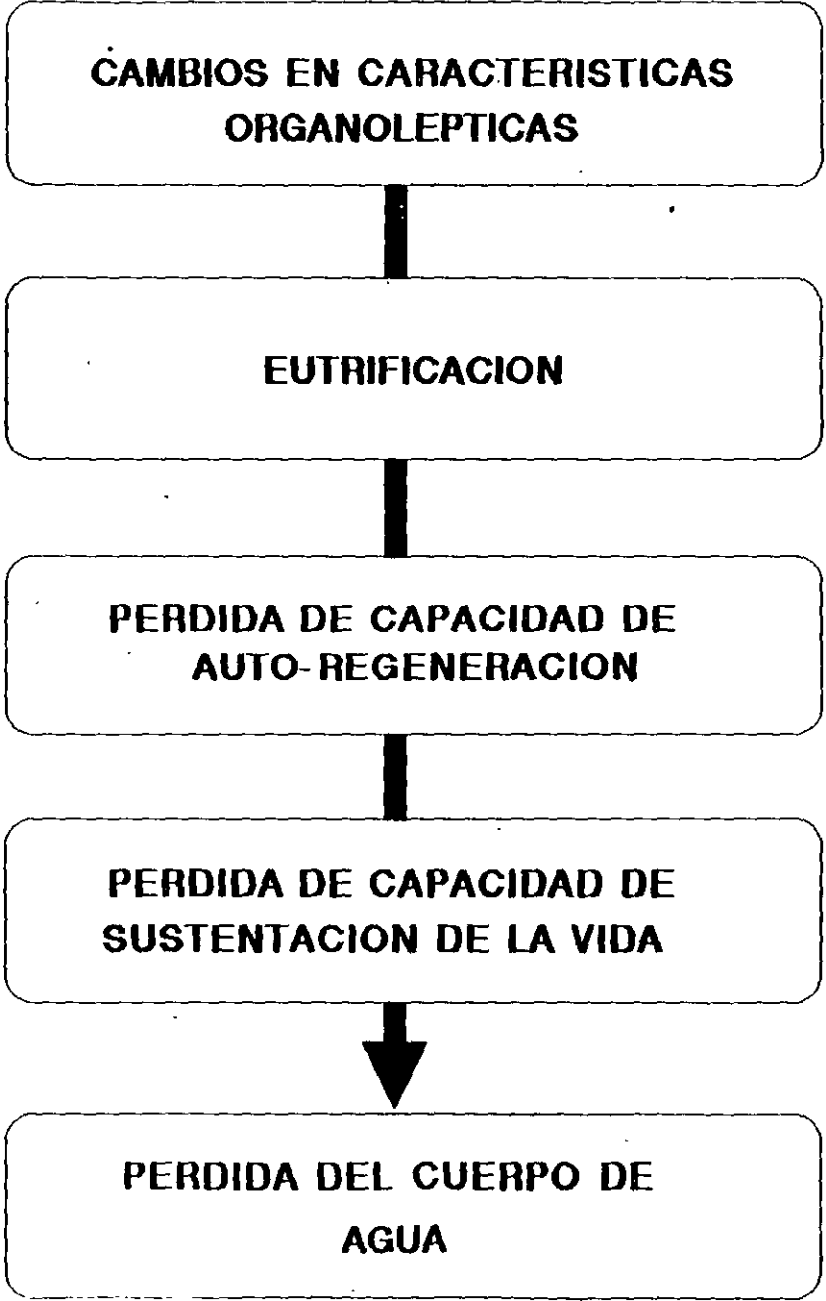 CAMBIOS EN CARACTERISTICAS
ORGANOLEPTICAS
EUTRIFICACION
PERDIDA DE CAPACIDAD DE
AUTO-REGENERACION
PERDIDA DE CAPACIDAD DE
SUSTENTACION DE LA VIDA
PERDIDA DEL CUERPO DE
AGUA